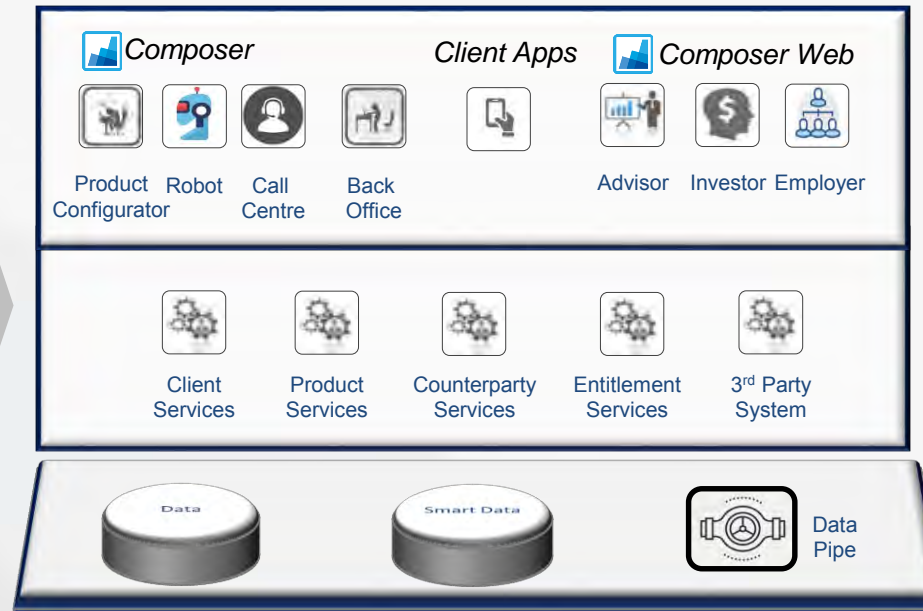 Composer
Client Apps
Composer Web
Product
Configurator
Robot
Call
Centre
Back
Office
Advisor
Investor
Employer
Client
Services
Product
Services
Counterparty
Services
Entitlement
Services
3rd Party
System
Data
Smart Data
Data
Pipe